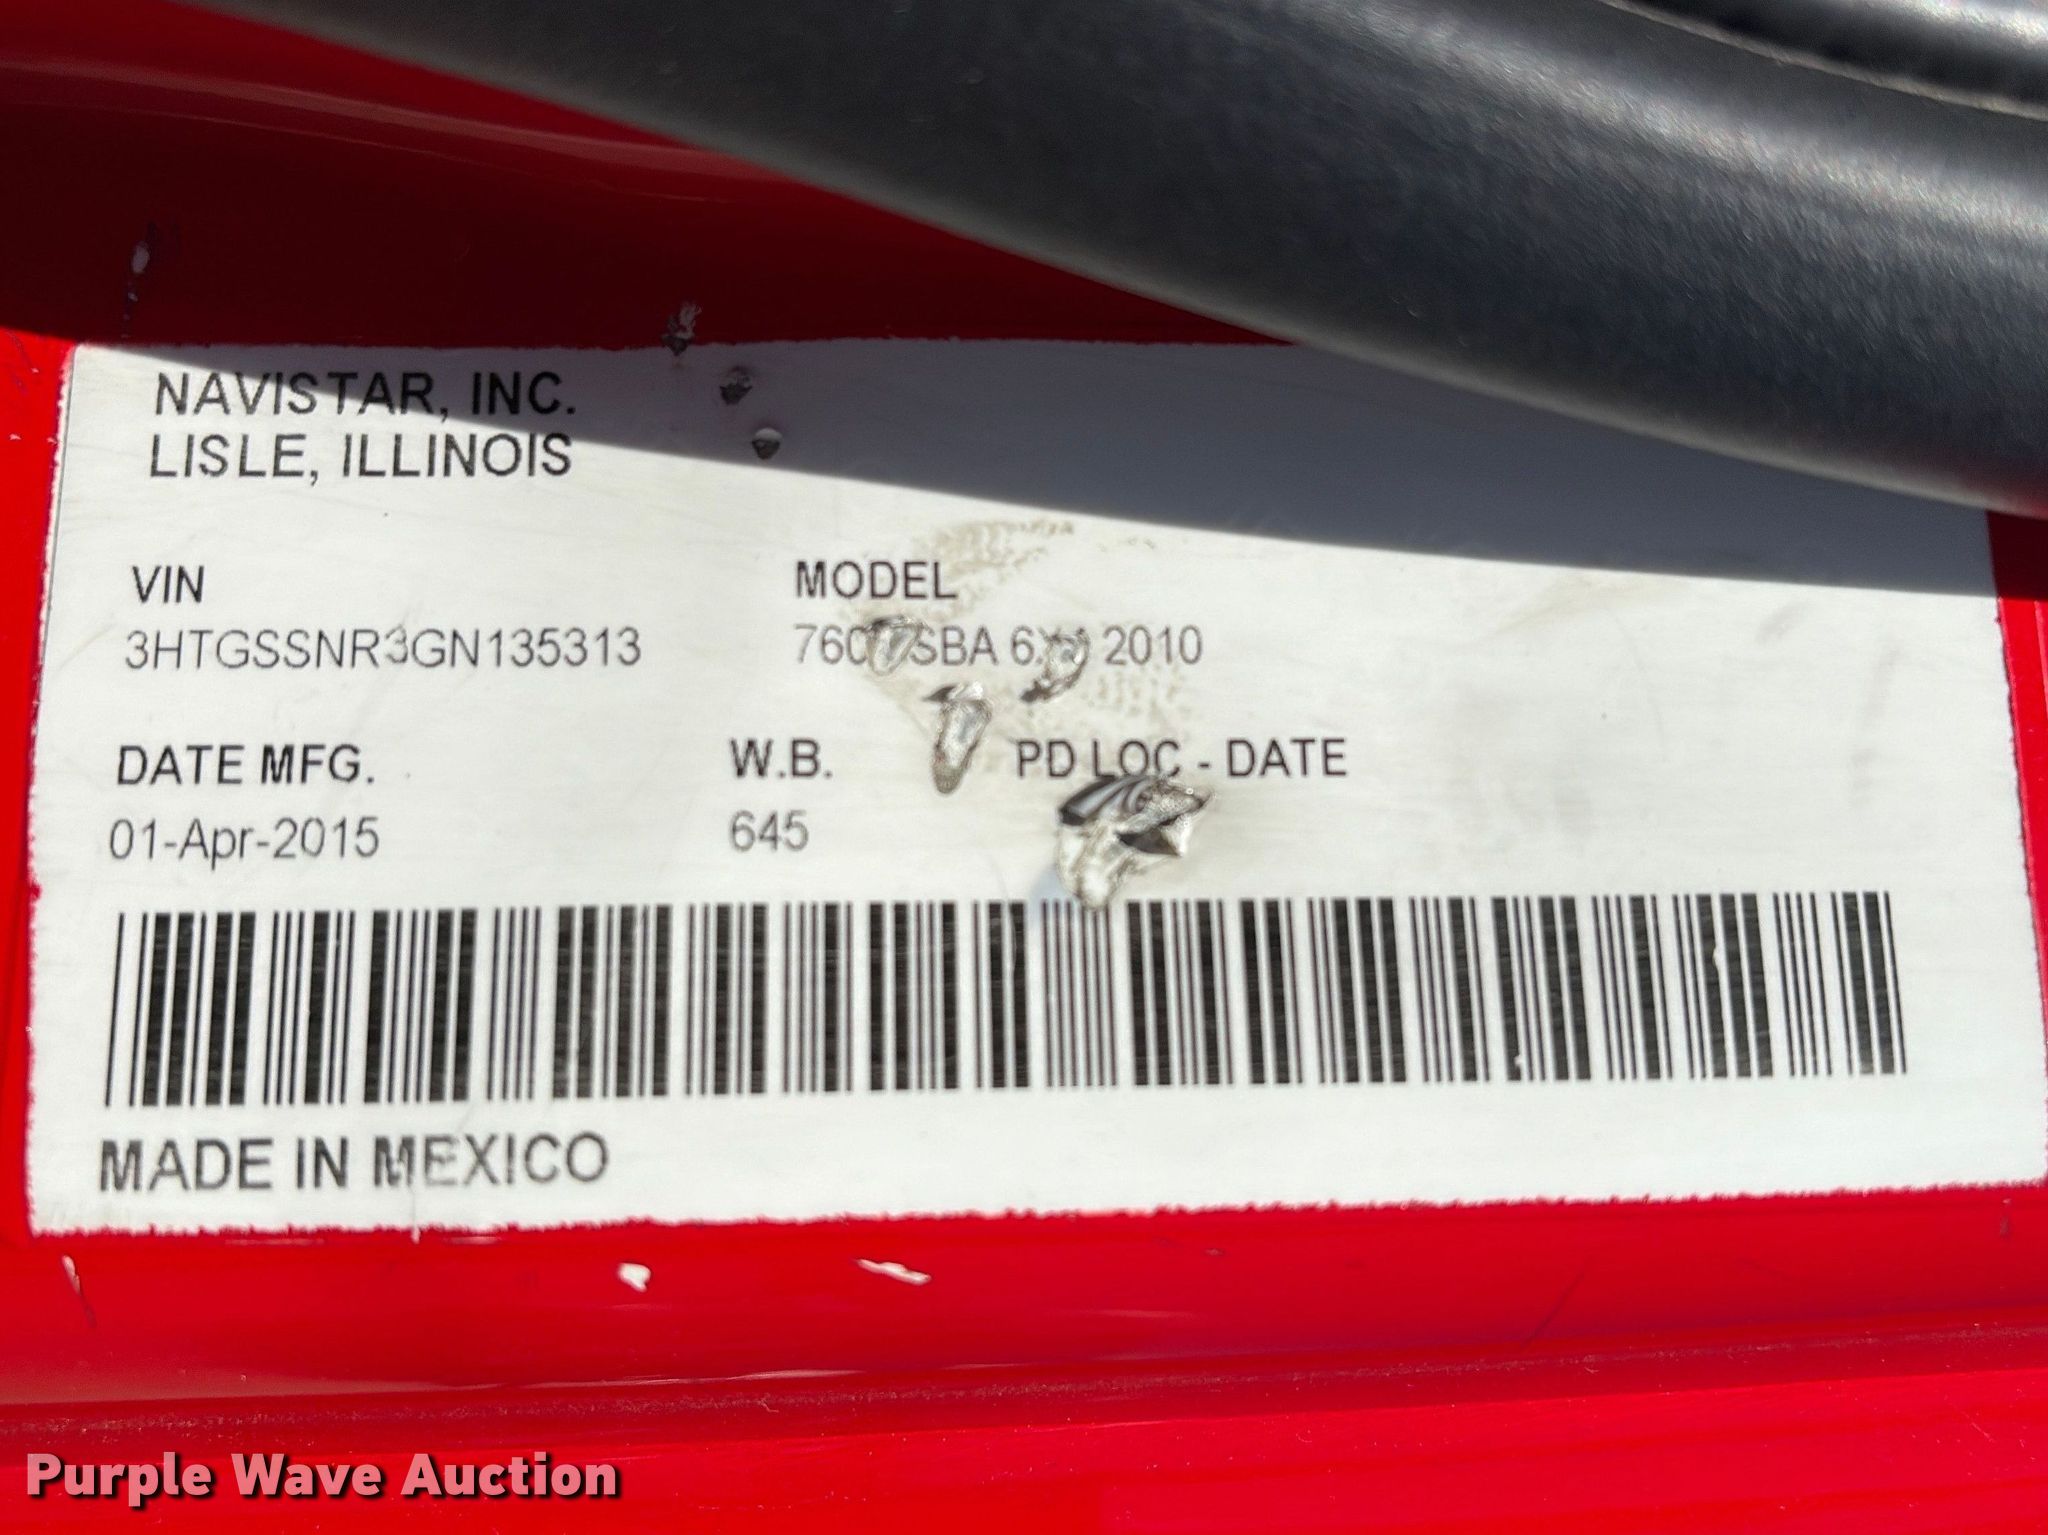 NAVISTAR, INC.
LISLE, ILLINOIS
VIN MODEL
3HTGSSNR3GN135313 SBA 2010
DATE MFG. W.B. PD LOC - DATE
01-Apr-2015 645
MADE IN MEXICO
Purple Wave Auction